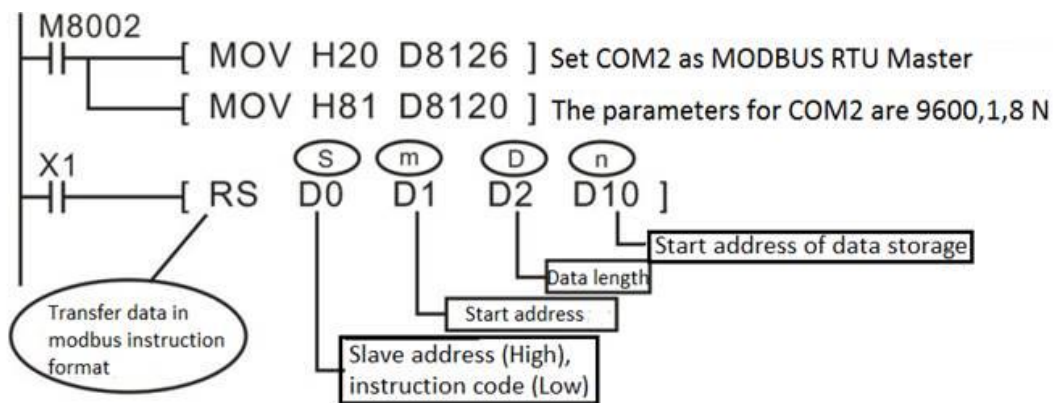 M8002
[ MOV H20 D8126 ] Set COM2 as MODBUS RTU Master
[ MOV H81 D8120 ] The parameters for COM2 are 9600,1,8 N
S m D n
X1
[ RS D0 D1 D2 D10 ]
Start address of data storage
Data length
Start address
Slave address (High),
instruction code (Low)
Transfer data in
modbus instruction
format